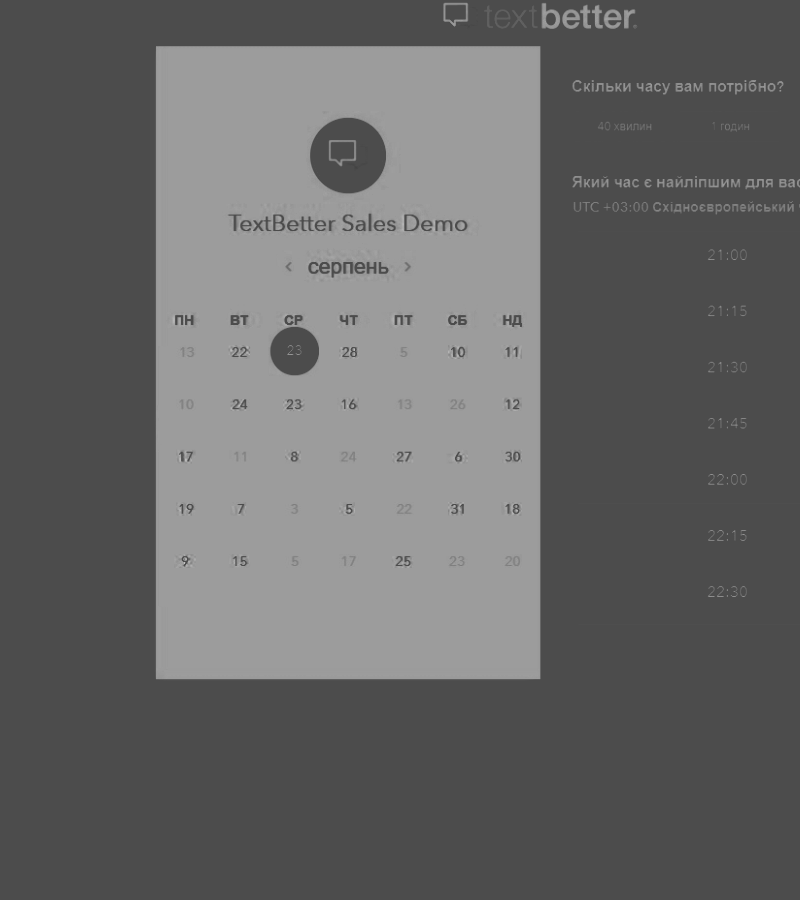 textbetter.
TextBetter Sales Demo
‹ серпень ›
ПН ВТ СР ЧТ ПТ СБ НД
13 22 23 28 5 10 11
10 24 23 16 13 26 12
17 11 8 24 27 6 30
19 7 3 5 22 31 18
9 15 5 17 25 23 20
Скільки часу вам потрібно?
40 хвилин 1 годин
Який час є найліпшим для
UTC +03:00 Східноєвропейський
21:00
21:15
21:30
21:45
22:00
22:15
22:30